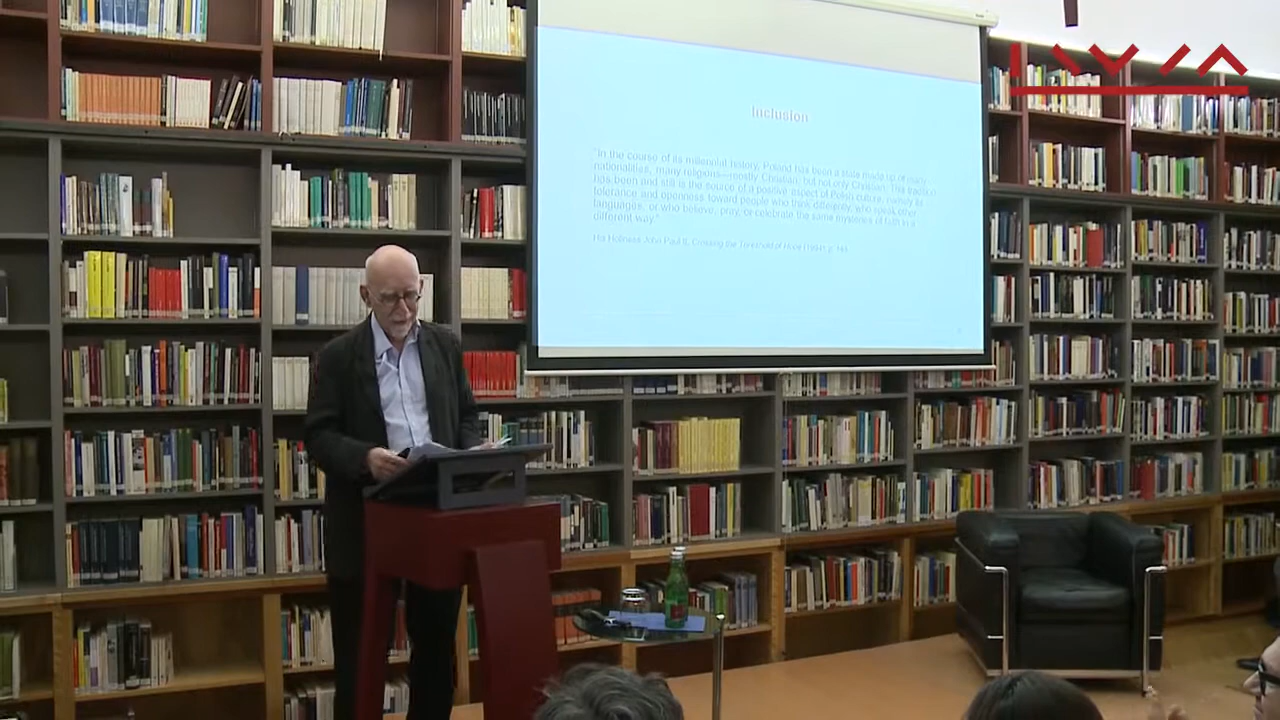 Inclusion
"In the course of its millennial history, Poland has been a state made up of many
nationalities, many religions—mostly Christian, but not only Christian. This tradition
has been and still is the source of a positive aspect of Polish culture, namely its
tolerance and openness toward people who think differently, who speak other
languages, or who believe, pray, or celebrate the same mysteries of faith in a
different way."
His Holiness John Paul II, Crossing the Threshold of Hope (1994), p.